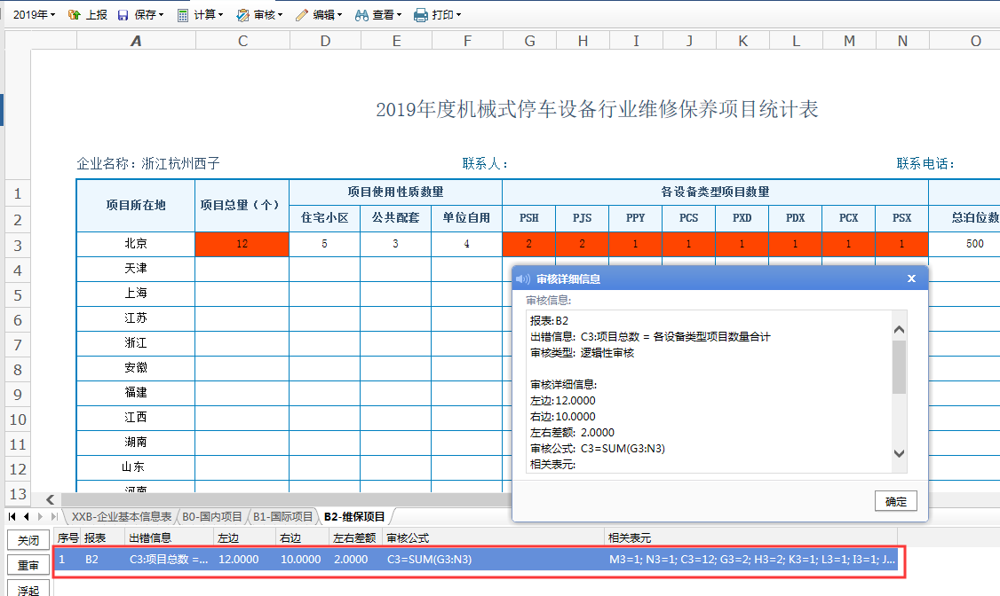 2019年 上报 保存 计算 审核 编辑 查看 打印
A C D E F G H I J K L M N O
2019年度机械式停车设备行业维修保养项目统计表
企业名称：浙江杭州西子 联系人： 联系电话：
1 项目所在地 项目总量（个） 项目使用性质数量 各设备类型项目数量
2 住宅小区 公共配套 单位自用 PSH PJS PPY PCS PXD PDX PCX PSX 总泊位数
3 北京 12 5 3 4 2 2 1 1 1 1 1 1 500
4 天津
5 上海
6 江苏
7 浙江
8 安徽
9 福建
10 江西
11 湖南
12 山东
13 河南
审核详细信息
审核信息:
报表:B2
出错信息: C3:项目总数 = 各设备类型项目数量合计
审核类型: 逻辑性审核
审核详细信息:
左边:12.0000
右边:10.0000
左右差额: 2.0000
审核公式: C3=SUM(G3:N3)
相关表元:
确定
XXB-企业基本信息表 B0-国内项目 B1-国际项目 B2-维保项目
关闭
重审
浮起
序号 报表 出错信息 左边 右边 左右差额 审核公式 相关表元
1 B2 C3:项目总数 =... 12.0000 10.0000 2.0000 C3=SUM(G3:N3) M3=1; N3=1; C3=12; G3=2; H3=2; K3=1; L3=1; I3=1; J...